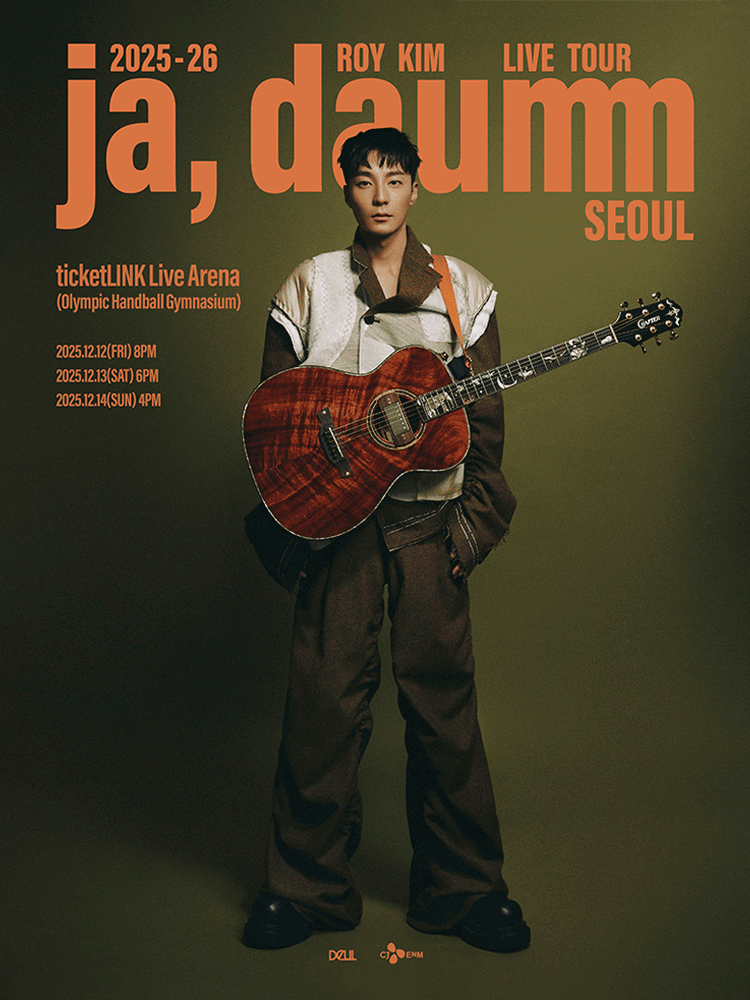 2025-26 ROY KIM LIVE TOUR
ja, daumm
SEOUL
ticketLINK Live Arena
(Olympic Handball Gymnasium)
2025.12.12(FRI) 8PM
2025.12.13(SAT) 6PM
2025.12.14(SUN) 4PM
CRAFTER
CJ ENM